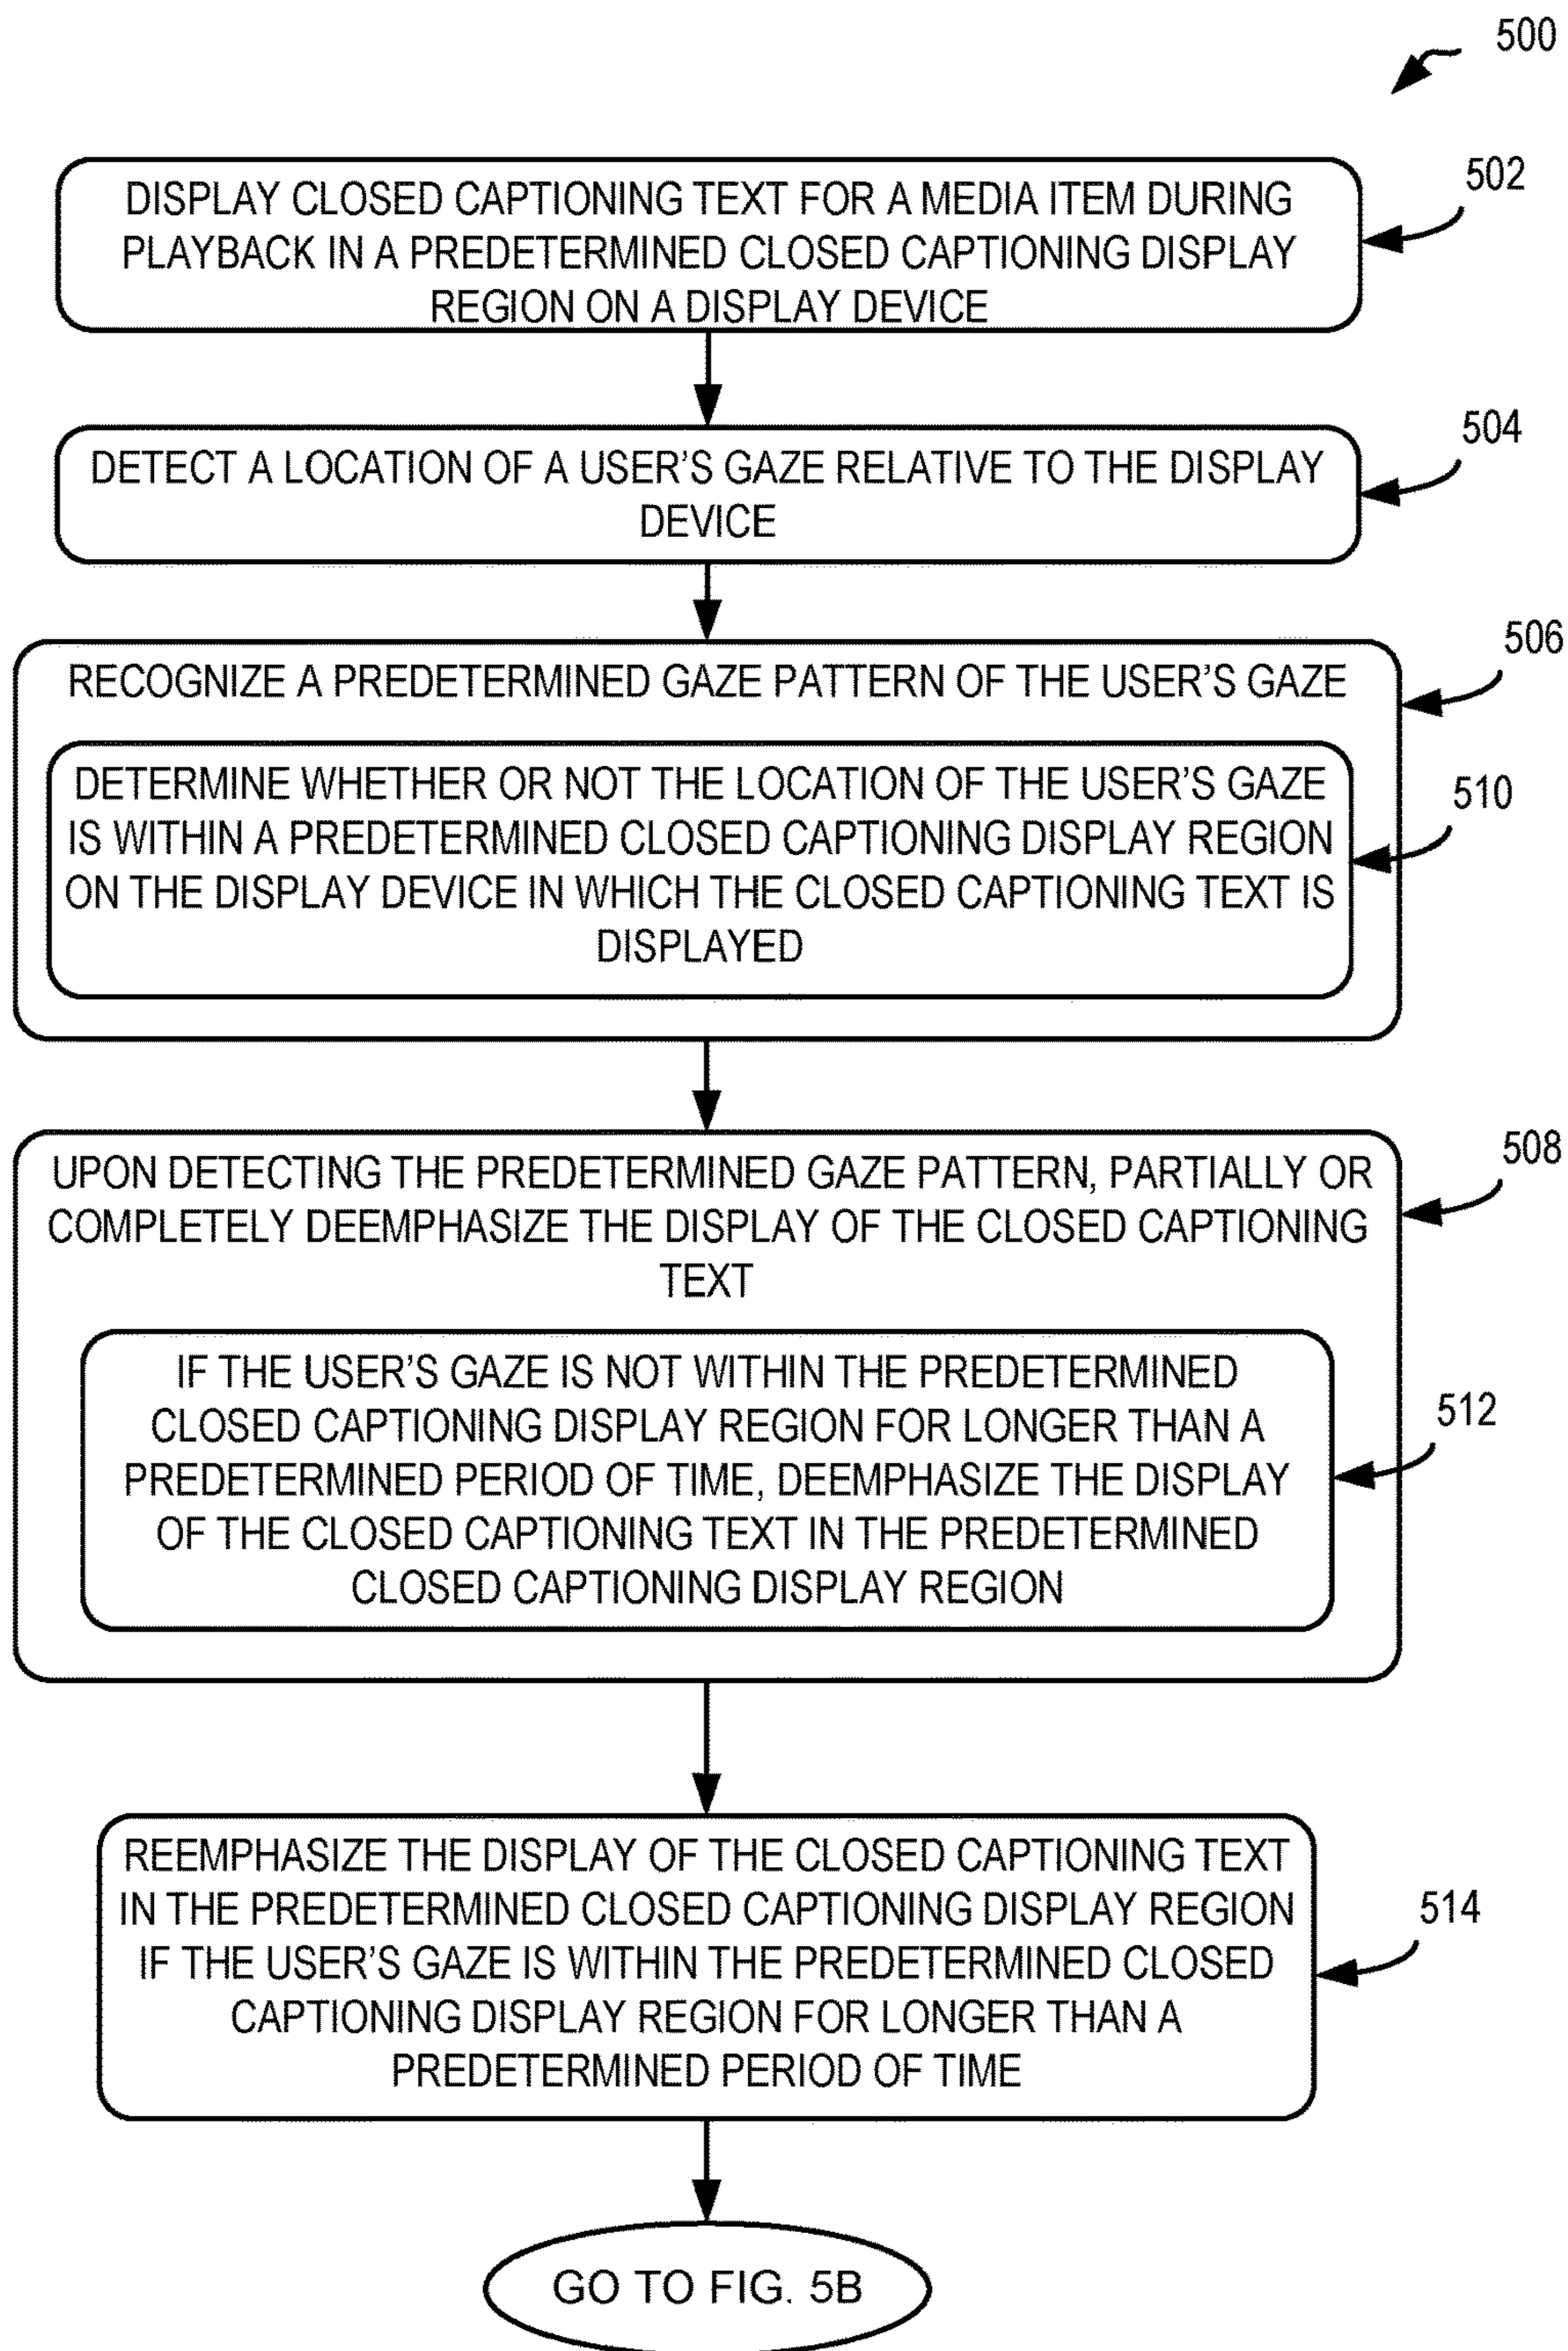 500
502
DISPLAY CLOSED CAPTIONING TEXT FOR A MEDIA ITEM DURING
PLAYBACK IN A PREDETERMINED CLOSED CAPTIONING DISPLAY
REGION ON A DISPLAY DEVICE
504
DETECT A LOCATION OF A USER'S GAZE RELATIVE TO THE DISPLAY
DEVICE
506
RECOGNIZE A PREDETERMINED GAZE PATTERN OF THE USER'S GAZE
510
DETERMINE WHETHER OR NOT THE LOCATION OF THE USER'S GAZE
IS WITHIN A PREDETERMINED CLOSED CAPTIONING DISPLAY REGION
ON THE DISPLAY DEVICE IN WHICH THE CLOSED CAPTIONING TEXT IS
DISPLAYED
508
UPON DETECTING THE PREDETERMINED GAZE PATTERN, PARTIALLY OR
COMPLETELY DEEMPHASIZE THE DISPLAY OF THE CLOSED CAPTIONING
TEXT
512
IF THE USER'S GAZE IS NOT WITHIN THE PREDETERMINED
CLOSED CAPTIONING DISPLAY REGION FOR LONGER THAN A
PREDETERMINED PERIOD OF TIME, DEEMPHASIZE THE DISPLAY
OF THE CLOSED CAPTIONING TEXT IN THE PREDETERMINED
CLOSED CAPTIONING DISPLAY REGION
514
REEMPHASIZE THE DISPLAY OF THE CLOSED CAPTIONING TEXT
IN THE PREDETERMINED CLOSED CAPTIONING DISPLAY REGION
IF THE USER'S GAZE IS WITHIN THE PREDETERMINED CLOSED
CAPTIONING DISPLAY REGION FOR LONGER THAN A
PREDETERMINED PERIOD OF TIME
GO TO FIG. 5B